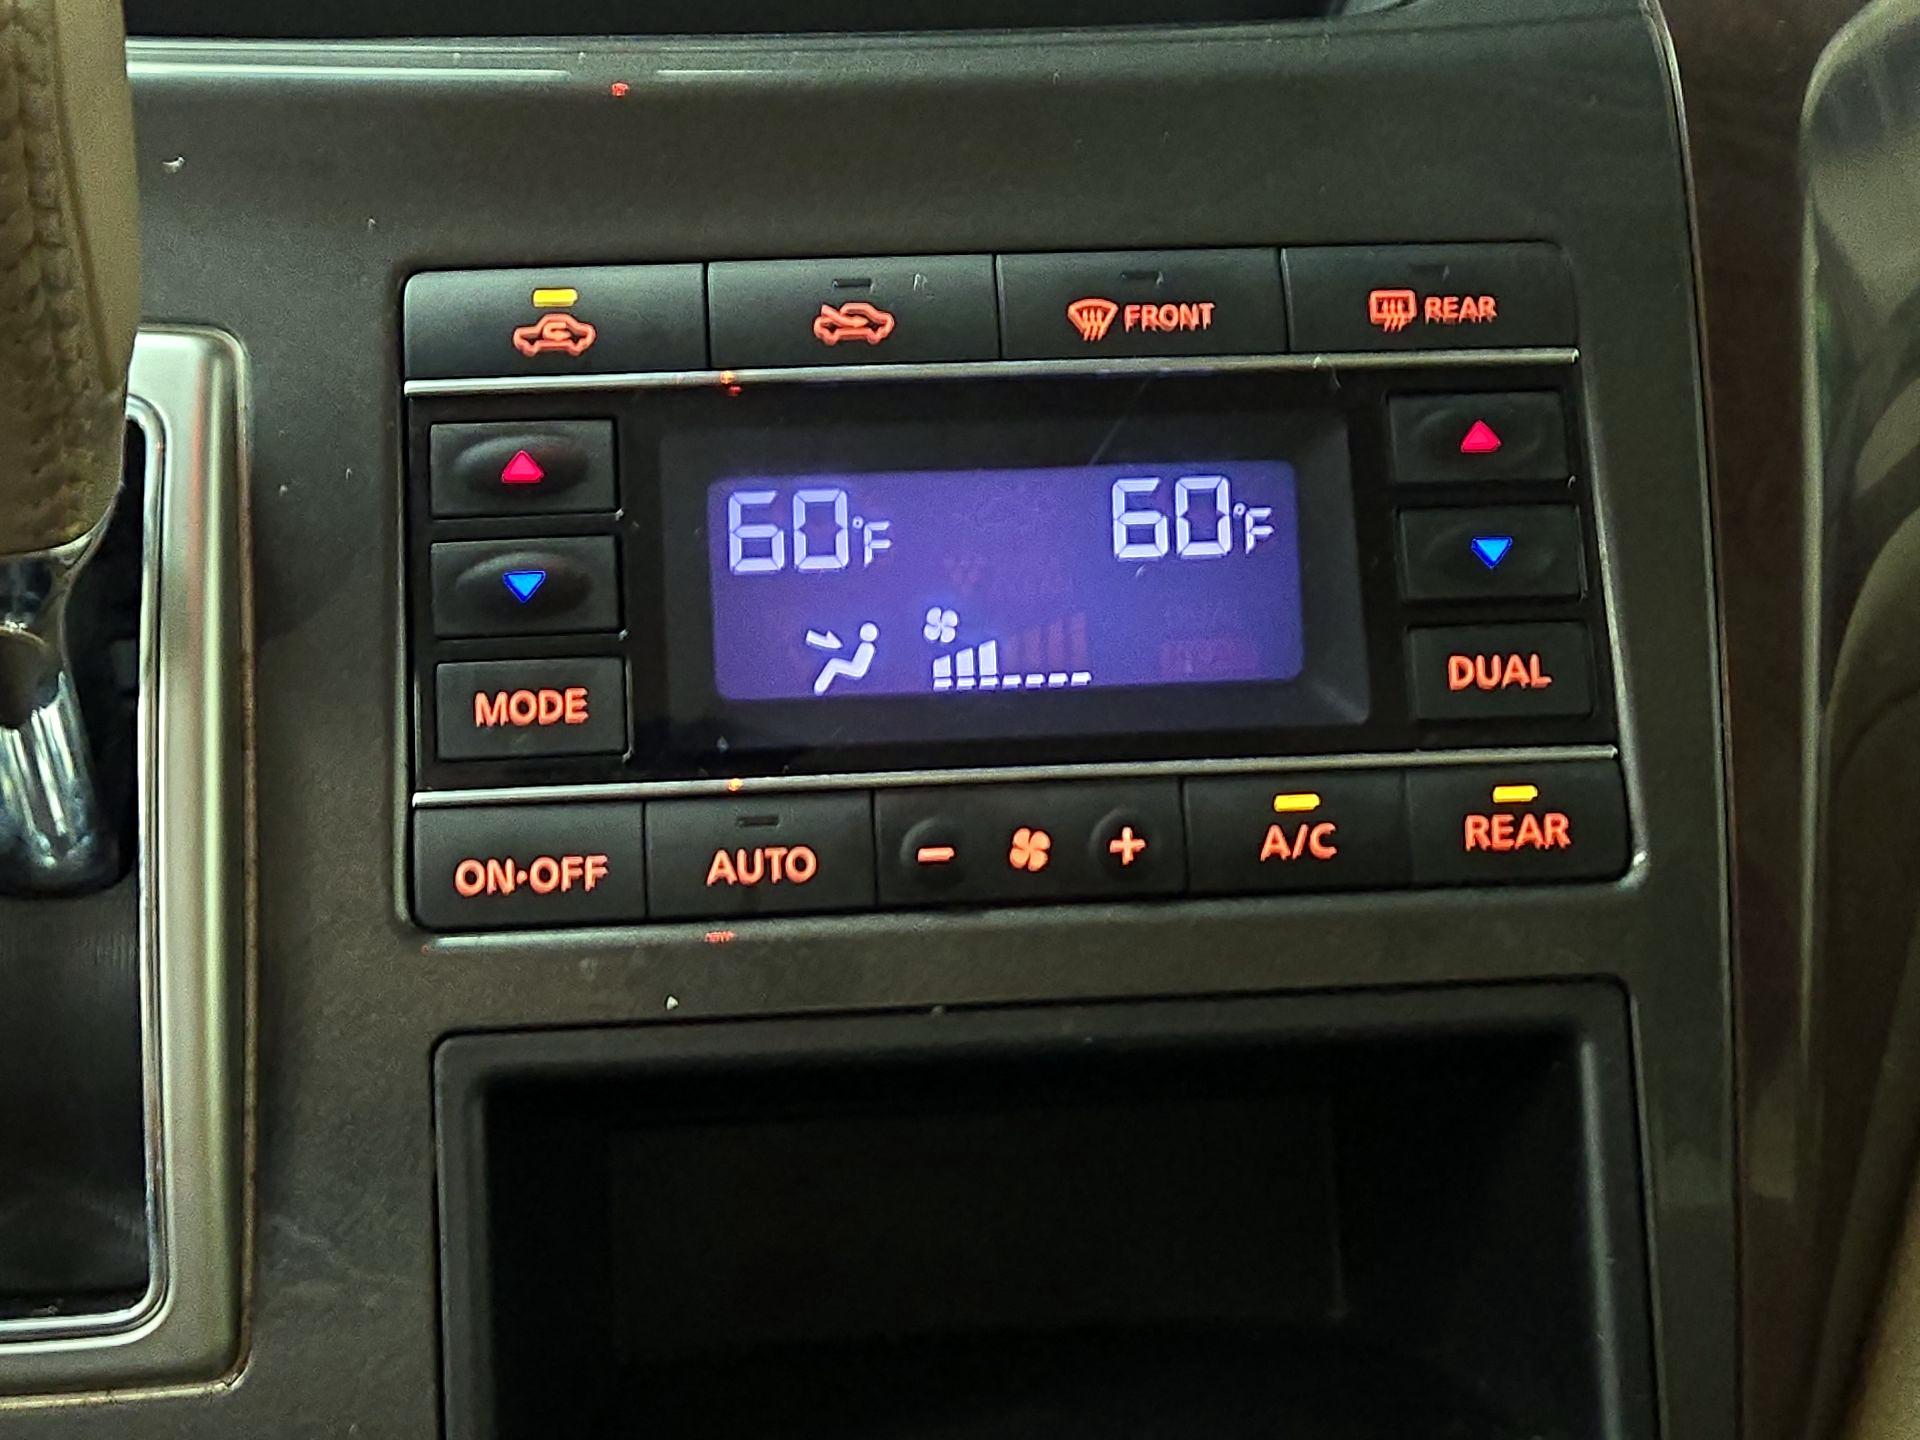 FRONT
REAR
60°F 60°F
MODE
DUAL
ON•OFF
AUTO
- +
A/C
REAR